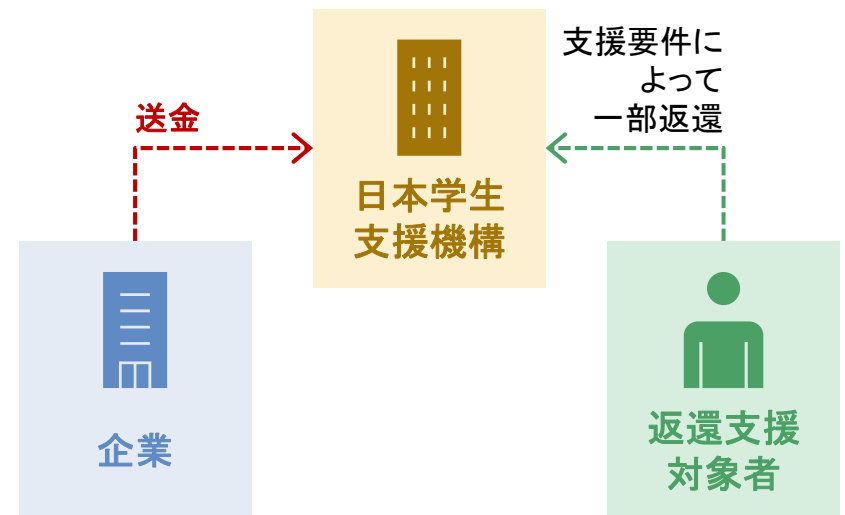 支援要件に
よって
一部返還
送金
日本学生
支援機構
企業
返還支援
対象者